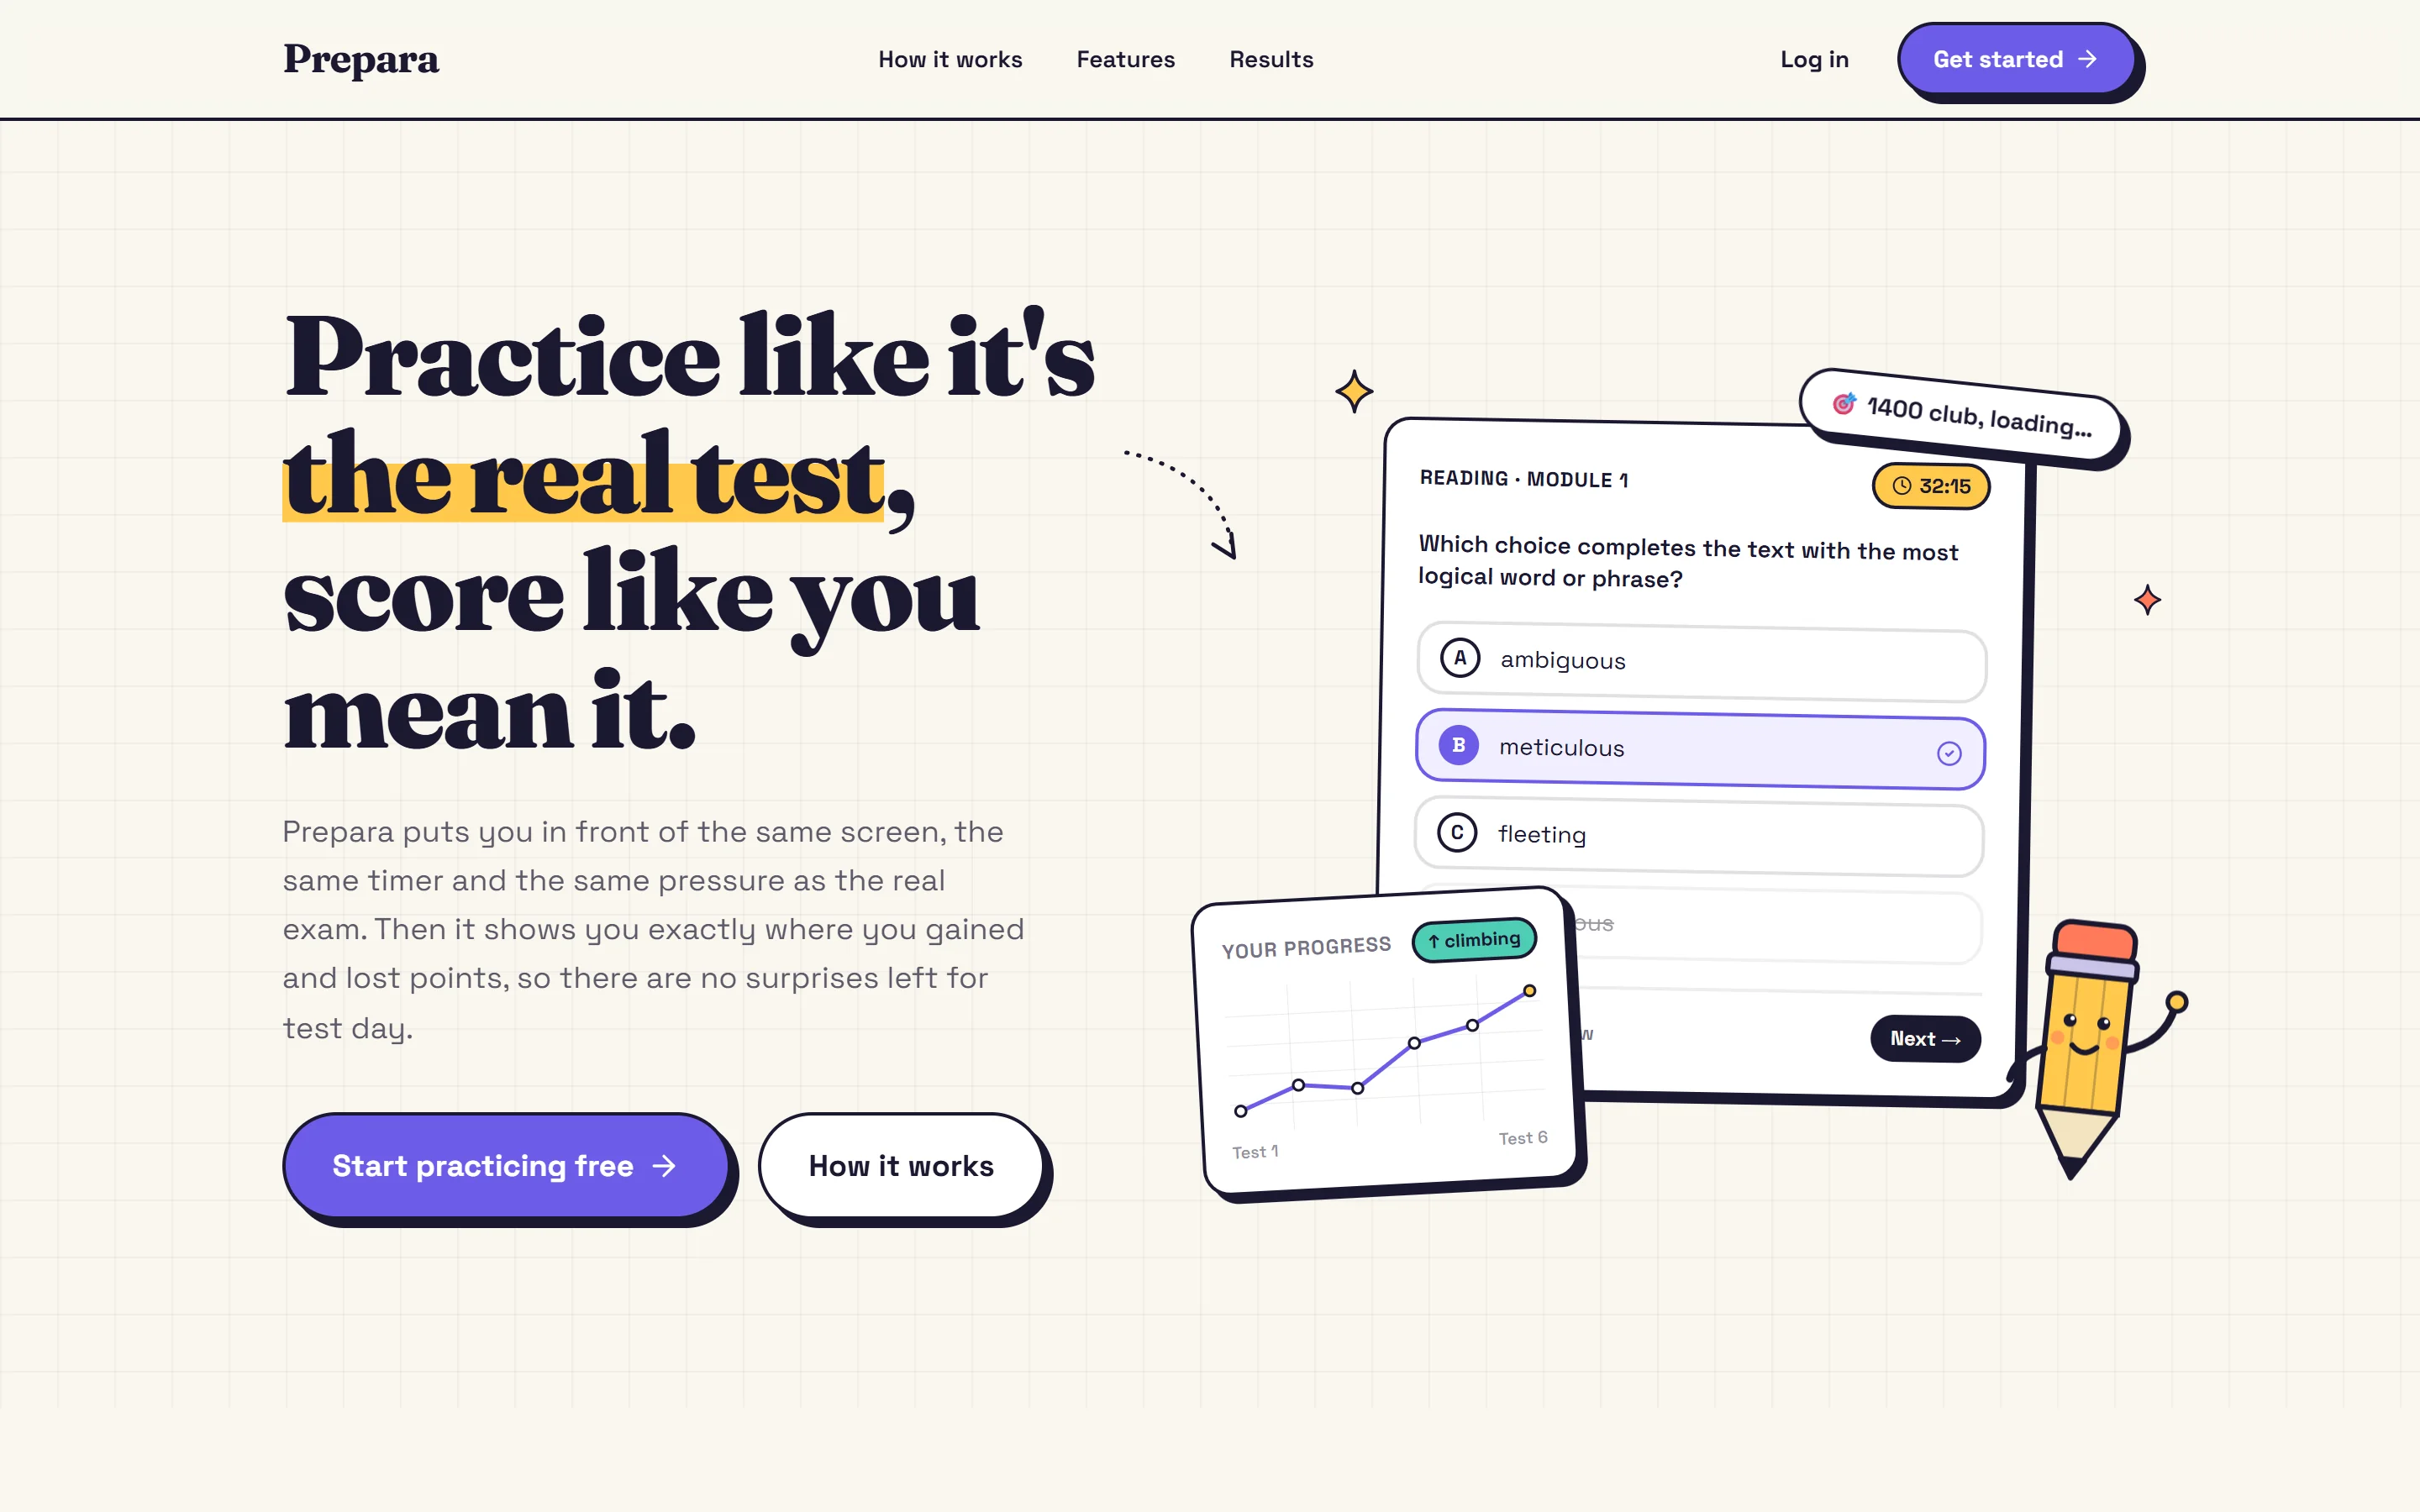 Prepara
How it works
Features
Results
Log in
Get started →
Practice like it's
the real test,
score like you
mean it.
Prepara puts you in front of the same screen, the
same timer and the same pressure as the real
exam. Then it shows you exactly where you gained
and lost points, so there are no surprises left for
test day.
Start practicing free →
How it works
🎯 1400 club, loading...
READING · MODULE 1
32:15
Which choice completes the text with the most
logical word or phrase?
A ambiguous
B meticulous
C fleeting
Next →
YOUR PROGRESS
↑ climbing
Test 1
Test 6